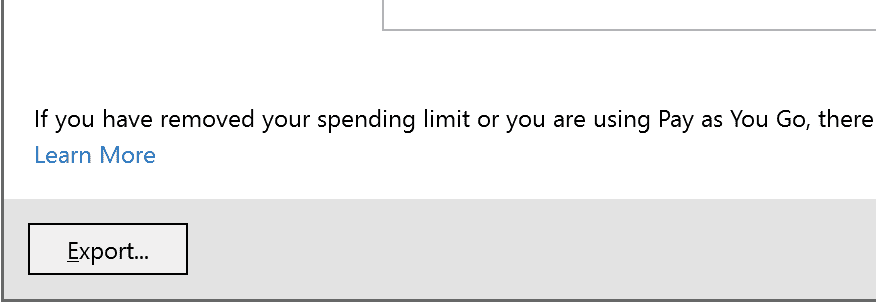 If you have removed your spending limit or you are using Pay as You Go, there
Learn More
Export...